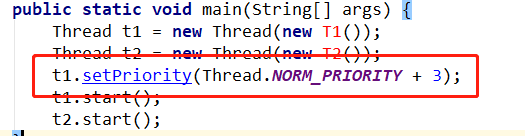 public static void main(String[] args) {
Thread t1 = new Thread(new T1());
Thread t2 = new Thread(new T2());
t1.setPriority(Thread.NORM_PRIORITY + 3);
t1.start();
t2.start();
}